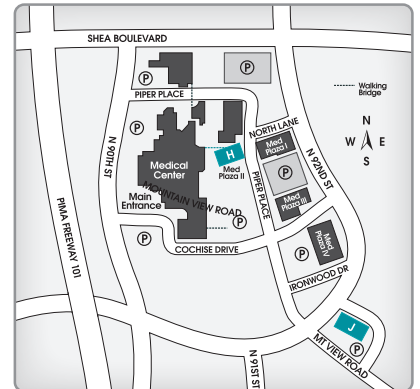 SHEA BOULEVARD
P
P
Walking
Bridge
PIPER PLACE
N
W E
S
P
N 90TH ST
NORTH LANE
Med
Plaza I
H
Med
Plaza II
Medical
Center
P
N 92ND ST
PIPER PLACE
Main
Entrance
MOUNTAIN VIEW ROAD
Med
Plaza III
PIMA FREEWAY 101
P
P
COCHISE DRIVE
P
Med
Plaza IV
IRONWOOD DR
J
P
MT VIEW ROAD
N 91ST ST